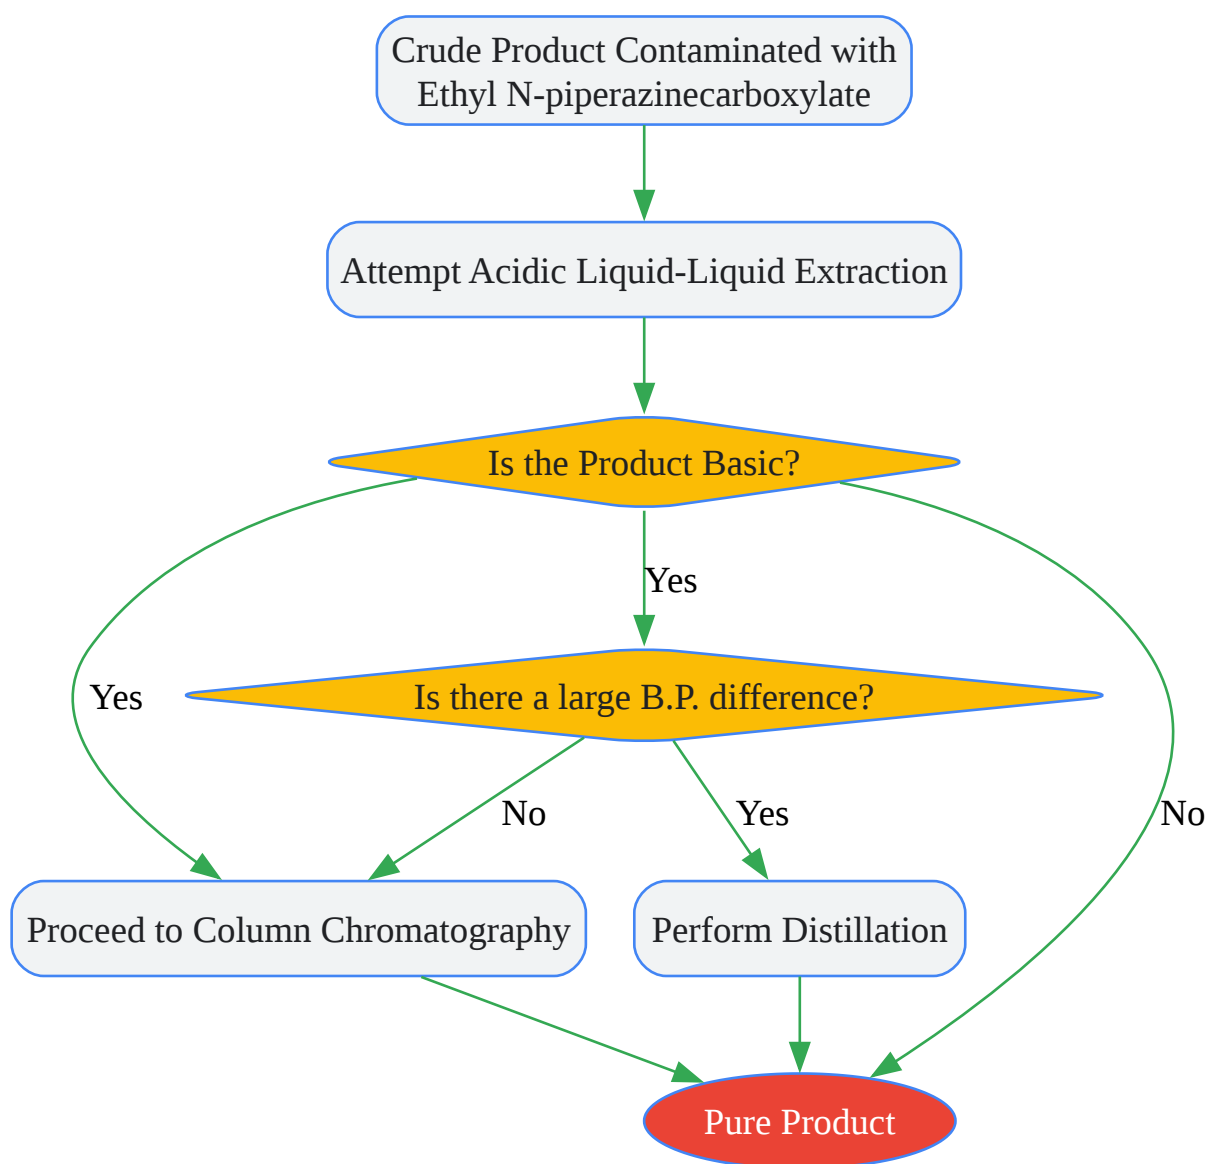 Crude Product Contaminated with
Ethyl N-piperazinecarboxylate
Attempt Acidic Liquid-Liquid Extraction
Is the Product Basic?
Yes
Yes
Is there a large B.P. difference?
No
Yes
No
Proceed to Column Chromatography
Perform Distillation
Pure Product